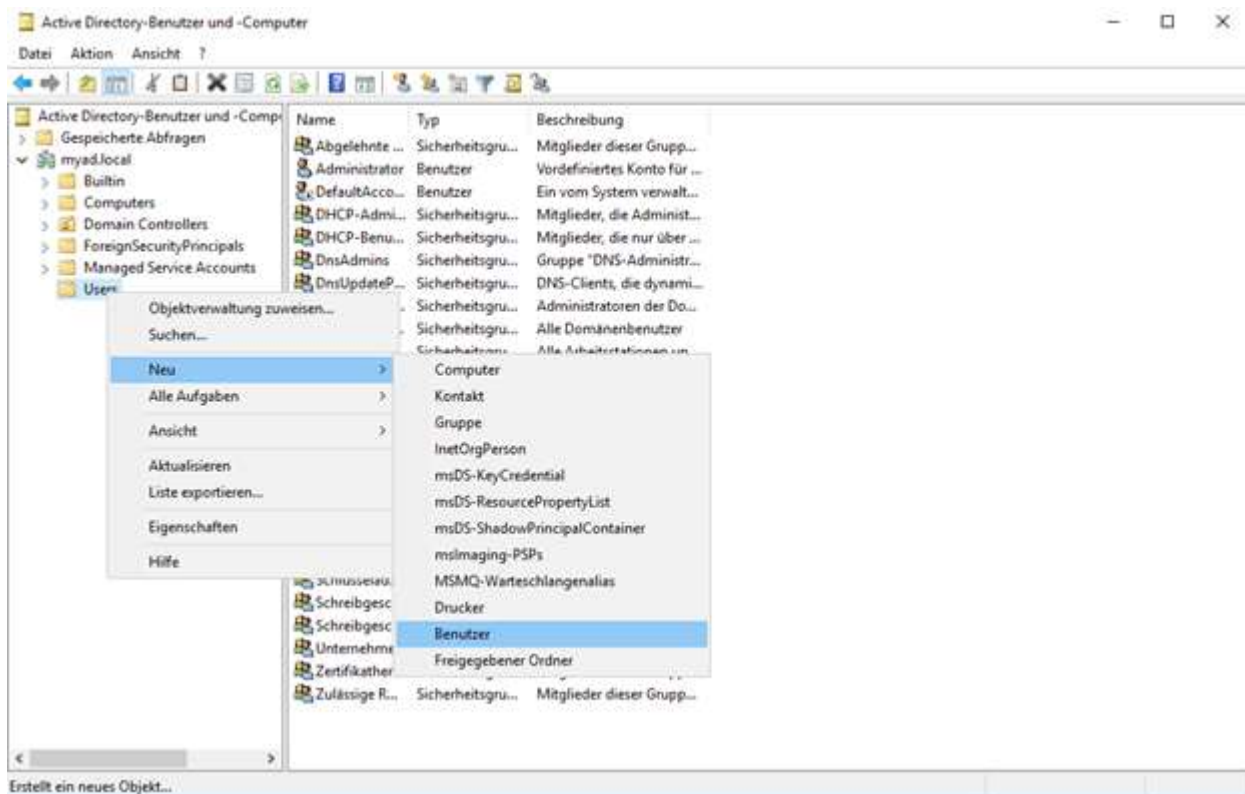 Active Directory-Benutzer und -Computer
Datei Aktion Ansicht ?
Active Directory-Benutzer und -Comp
Gespeicherte Abfragen
myad.local
Builtin
Computers
Domain Controllers
ForeignSecurityPrincipals
Managed Service Accounts
Users
Name Typ Beschreibung
Abgelehnte ... Sicherheitsgru... Mitglieder dieser Grupp...
Administrator Benutzer Vordefiniertes Konto für ...
DefaultAcco... Benutzer Ein vom System verwalt...
DHCP-Admi... Sicherheitsgru... Mitglieder, die Administ...
DHCP-Benu... Sicherheitsgru... Mitglieder, die nur über ...
DnsAdmins Sicherheitsgru... Gruppe "DNS-Administr...
DnsUpdateP... Sicherheitsgru... DNS-Clients, die dynami...
Sicherheitsgru... Administratoren der Do...
Sicherheitsgru... Alle Domänenbenutzer
Sicherheitsgru... Alle Arbeitsstationen un...
Objektverwaltung zuweisen...
Suchen...
Neu
Alle Aufgaben
Ansicht
Aktualisieren
Liste exportieren...
Eigenschaften
Hilfe
Computer
Kontakt
Gruppe
InetOrgPerson
msDS-KeyCredential
msDS-ResourcePropertyList
msDS-ShadowPrincipalContainer
msImaging-PSPs
MSMQ-Warteschlangenalias
Drucker
Benutzer
Freigegebener Ordner
Schlüssela
Schreibgesc
Schreibgesc
Unternehme
Zertifikather
Zulässige R... Sicherheitsgru... Mitglieder dieser Grupp...
Erstellt ein neues Objekt...